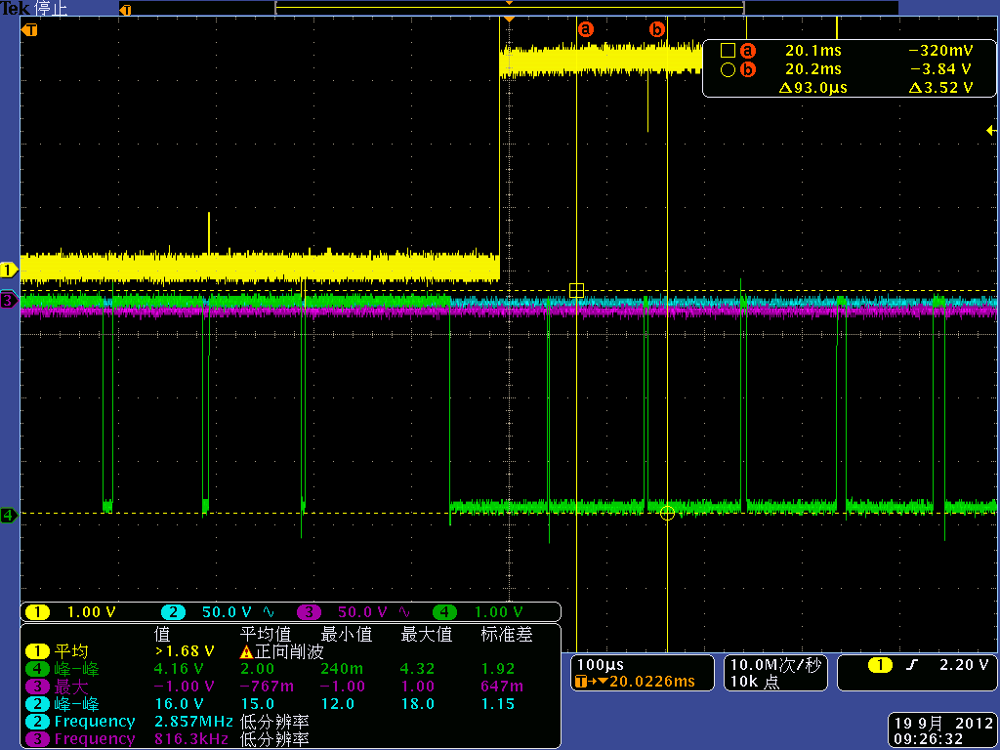 Tek 停止
T
T
a b
a 20.1ms −320mV
b 20.2ms −3.84 V
Δ93.0µs Δ3.52 V
1
3
4
1 1.00 V 2 50.0 V 3 50.0 V 4 1.00 V
值 平均值 最小值 最大值 标准差
1 平均 >1.68 V 正向削波
4 峰−峰 4.16 V 2.00 240m 4.32 1.92
3 最大 −1.00 V −767m −1.00 1.00 647m
2 峰−峰 16.0 V 15.0 12.0 18.0 1.15
2 Frequency 2.857MHz 低分辨率
3 Frequency 816.3kHz 低分辨率
100µs
T→▼20.0226ms
10.0M次/秒
10k 点
1 2.20 V
19 9月 2012
09:26:32